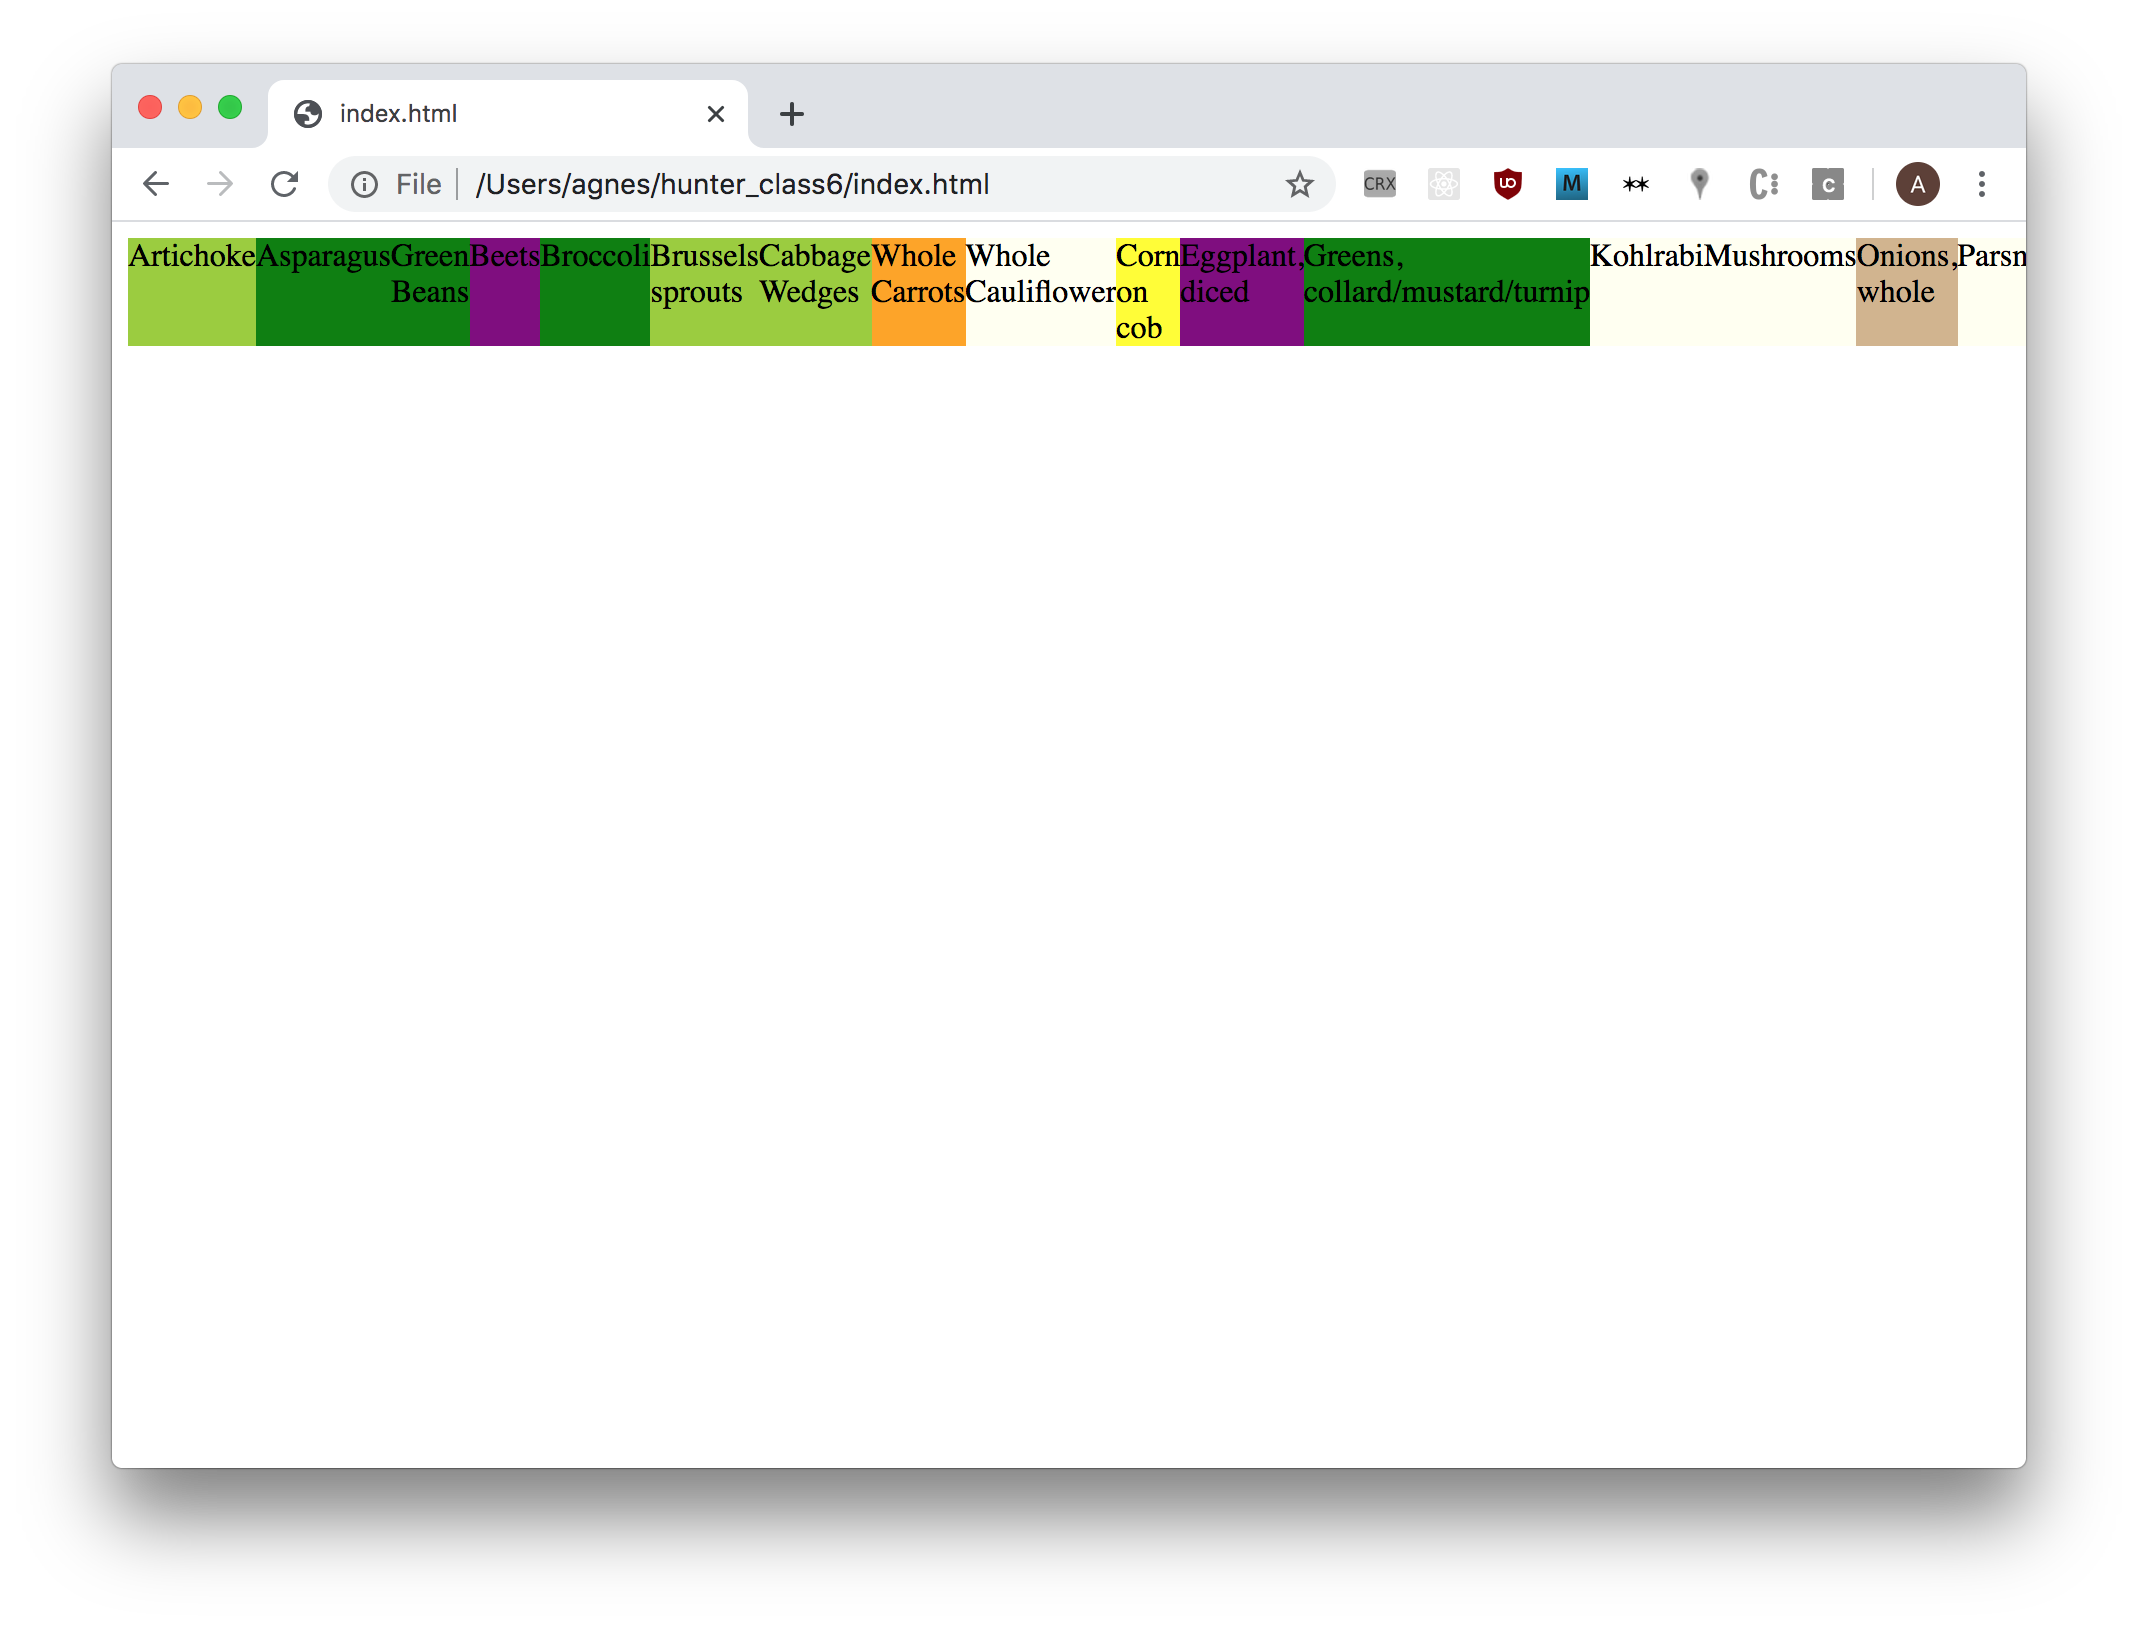 index.html
File /Users/agnes/hunter_class6/index.html
CRX
UO
M
**
C
C
A
Artichoke
Asparagus
Green
Beans
Beets
Broccoli
Brussels
sprouts
Cabbage
Wedges
Whole
Carrots
Whole
Cauliflower
Corn
on
cob
Eggplant,
diced
Greens,
collard/mustard/turnip
Kohlrabi
Mushrooms
Onions,
whole
Parsn